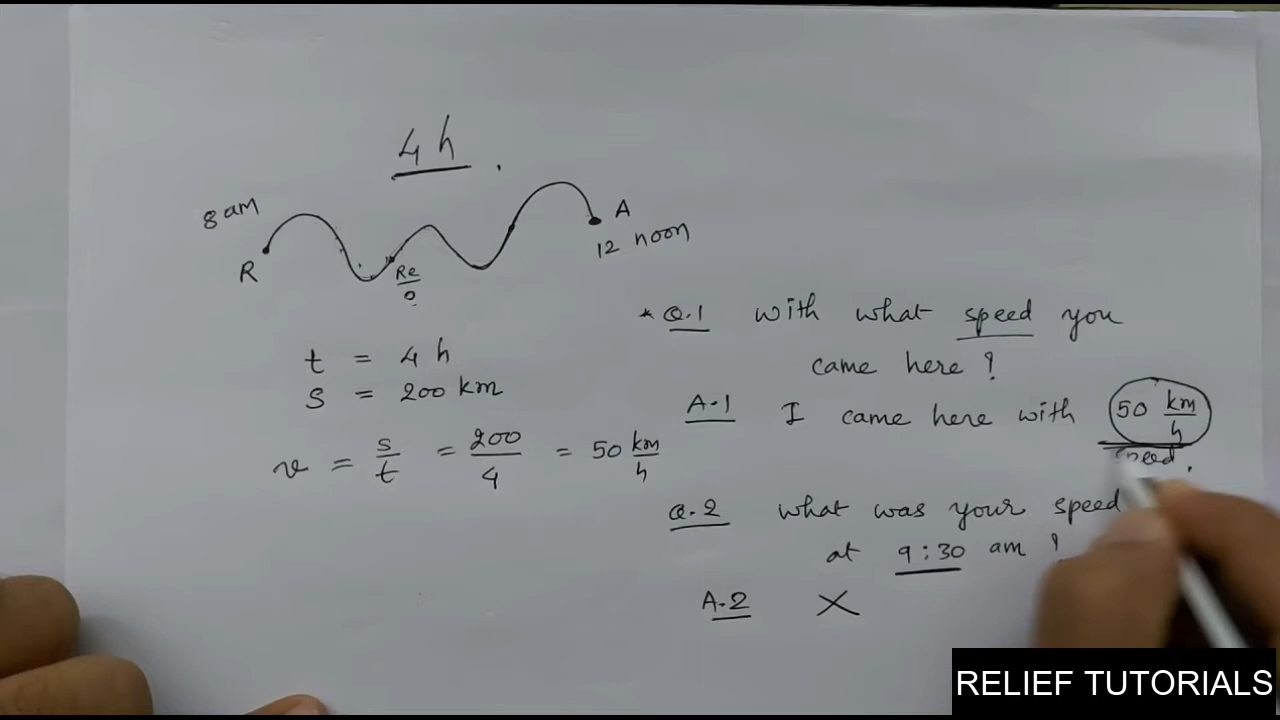 4 h .
8 am
R
Re
0
A
12 noon
t = 4 h
s = 200 km
v = s/t = 200/4 = 50 km/h
* Q.1 With what speed you
came here ?
A.1 I came here with 50 km/h
speed.
Q.2 What was your speed
at 9:30 am ?
A.2 X
RELIEF TUTORIALS